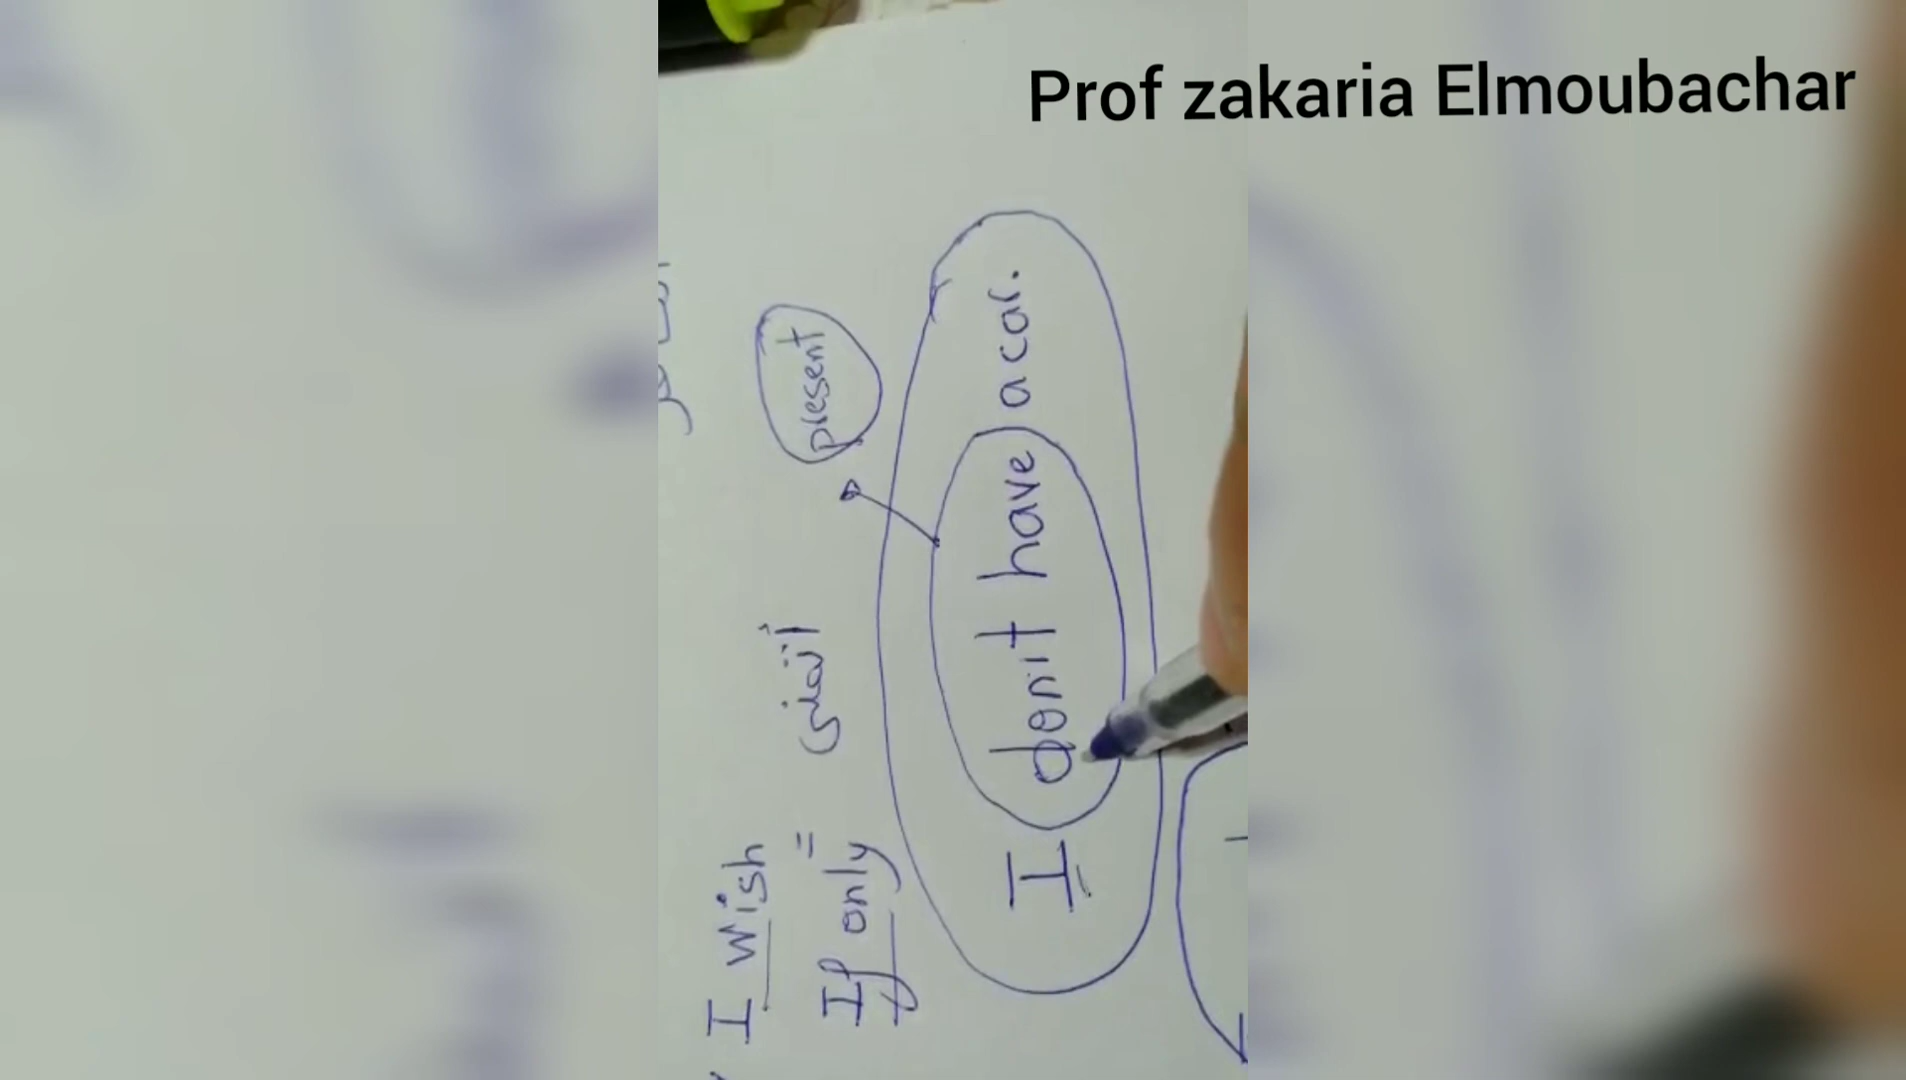 Prof zakaria Elmoubachar
I wish
=
If only
أتمنى
present
I don't have a car.